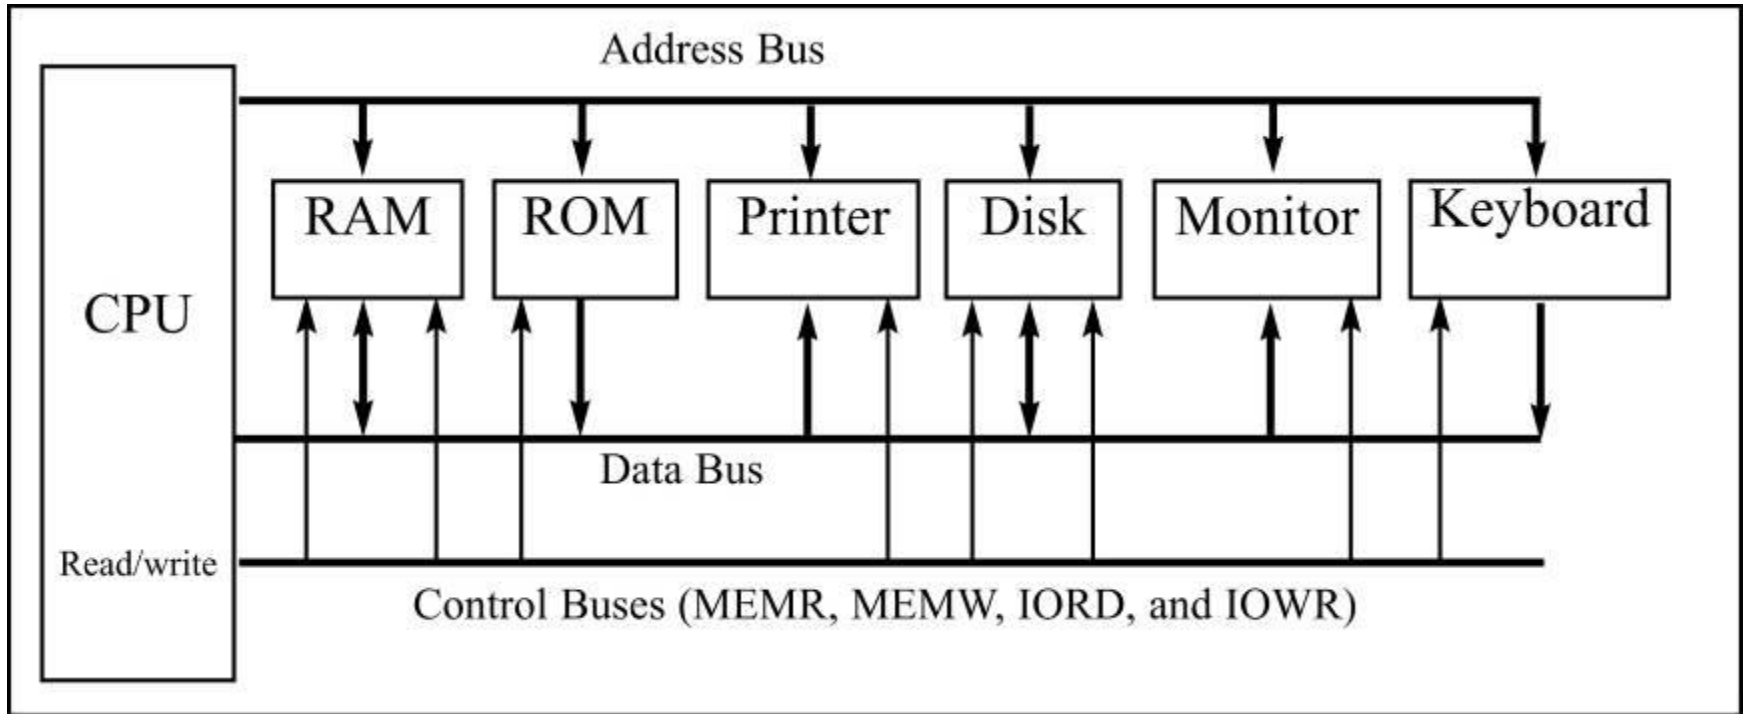 Address Bus
RAM
ROM
Printer
Disk
Monitor
Keyboard
CPU
Data Bus
Read/write
Control Buses (MEMR, MEMW, IORD, and IOWR)